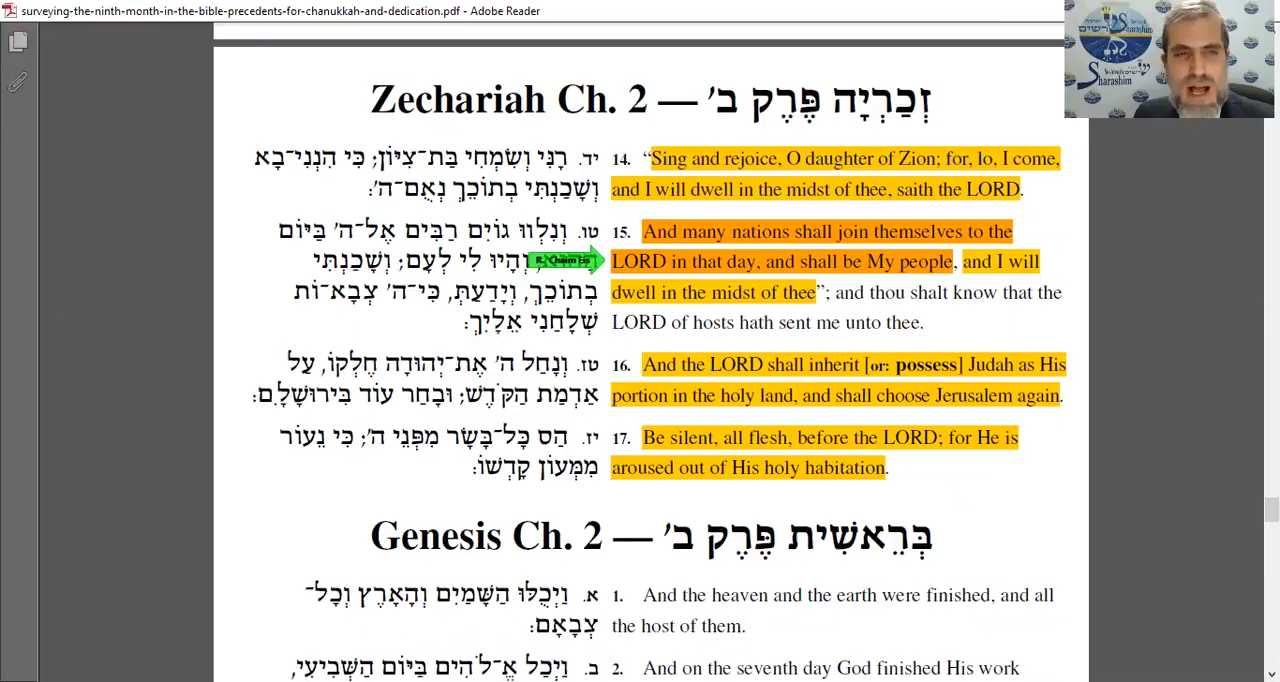 surveying-the-ninth-month-in-the-bible-precedents-for-chanukkah-and-dedication.pdf - Adobe Reader
Sharashim
שרשים
Zechariah Ch. 2 — זְכַרְיָה פֶּרֶק ב׳
14. “Sing and rejoice, O daughter of Zion; for, lo, I come,
and I will dwell in the midst of thee, saith the LORD.
יד. רָנִּי וְשִׂמְחִי בַּת־צִיּוֹן; כִּי הִנְנִי־בָא
וְשָׁכַנְתִּי בְתוֹכֵךְ נְאֻם־ה׳:
15. And many nations shall join themselves to the
LORD in that day, and shall be My people, and I will
dwell in the midst of thee”; and thou shalt know that the
LORD of hosts hath sent me unto thee.
טו. וְנִלְווּ גוֹיִם רַבִּים אֶל־ה׳ בַּיּוֹם
וְהָיוּ לִי לְעָם; וְשָׁכַנְתִּי
בְתוֹכֵךְ, וְיָדַעַתְּ, כִּי־ה׳ צְבָא־וֹת
שְׁלָחַנִי אֵלָיִךְ:
R. Chaim
16. And the LORD shall inherit [or: possess] Judah as His
portion in the holy land, and shall choose Jerusalem again.
טז. וְנָחַל ה׳ אֶת־יְהוּדָה חֶלְקוֹ, עַל
אַדְמַת הַקֹּדֶשׁ; וּבָחַר עוֹד בִּירוּשָׁלָ‍ִם:
17. Be silent, all flesh, before the LORD; for He is
aroused out of His holy habitation.
יז. הַס כָּל־בָּשָׂר מִפְּנֵי ה׳; כִּי נֵעוֹר
מִמְּעוֹן קָדְשׁוֹ:
Genesis Ch. 2 — בְּרֵאשִׁית פֶּרֶק ב׳
1. And the heaven and the earth were finished, and all
the host of them.
א. וַיְכֻלּוּ הַשָּׁמַיִם וְהָאָרֶץ וְכָל־
צְבָאָם:
2. And on the seventh day God finished His work
ב. וַיְכַל אֱ־לֹהִים בַּיּוֹם הַשְּׁבִיעִי,